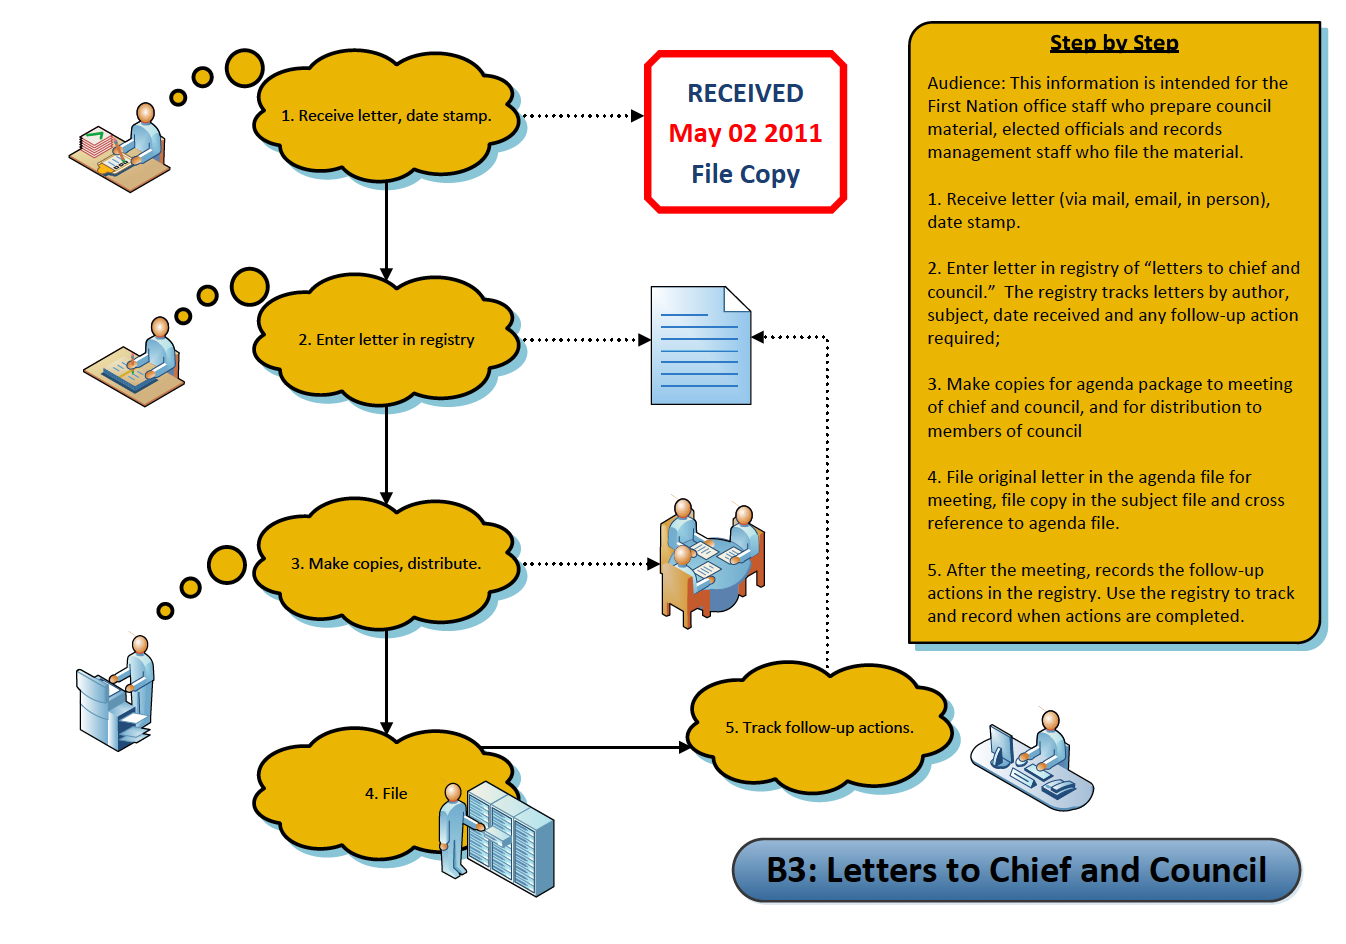 1. Receive letter, date stamp.
RECEIVED
May 02 2011
File Copy
2. Enter letter in registry
3. Make copies, distribute.
4. File
5. Track follow-up actions.
Step by Step
Audience: This information is intended for the
First Nation office staff who prepare council
material, elected officials and records
management staff who file the material.
1. Receive letter (via mail, email, in person),
date stamp.
2. Enter letter in registry of “letters to chief and
council.”  The registry tracks letters by author,
subject, date received and any follow-up action
required;
3. Make copies for agenda package to meeting
of chief and council, and for distribution to
members of council
4. File original letter in the agenda file for
meeting, file copy in the subject file and cross
reference to agenda file.
5. After the meeting, records the follow-up
actions in the registry. Use the registry to track
and record when actions are completed.
B3: Letters to Chief and Council